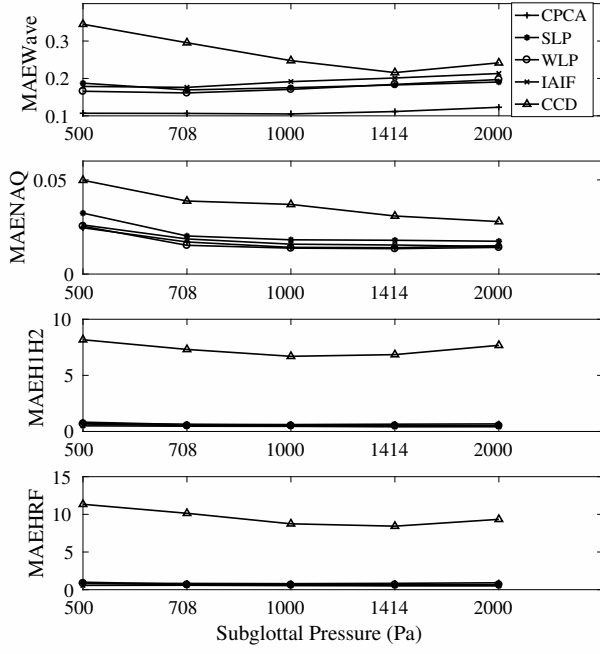 CPCA
SLP
WLP
IAIF
CCD
MAEWave
0.3
0.2
0.1
500 708 1000 1414 2000
MAENAQ
0.05
0
500 708 1000 1414 2000
MAEH1H2
10
5
0
500 708 1000 1414 2000
MAEHRF
15
10
5
0
500 708 1000 1414 2000
Subglottal Pressure (Pa)